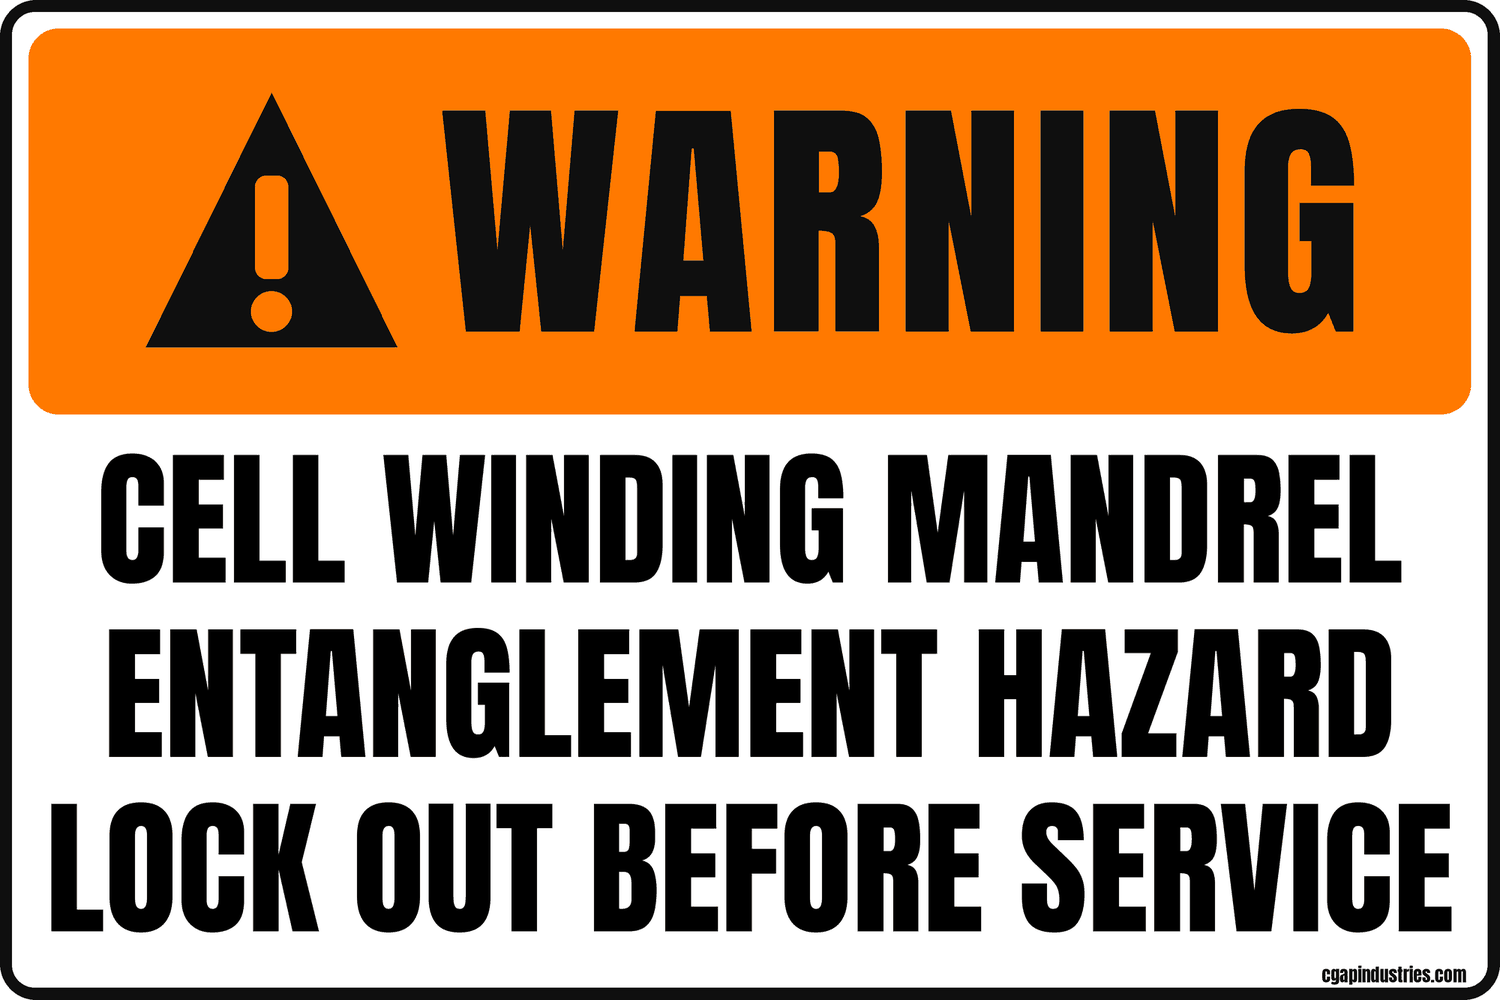 WARNING
CELL WINDING MANDREL
ENTANGLEMENT HAZARD
LOCK OUT BEFORE SERVICE
cgapindustries.com